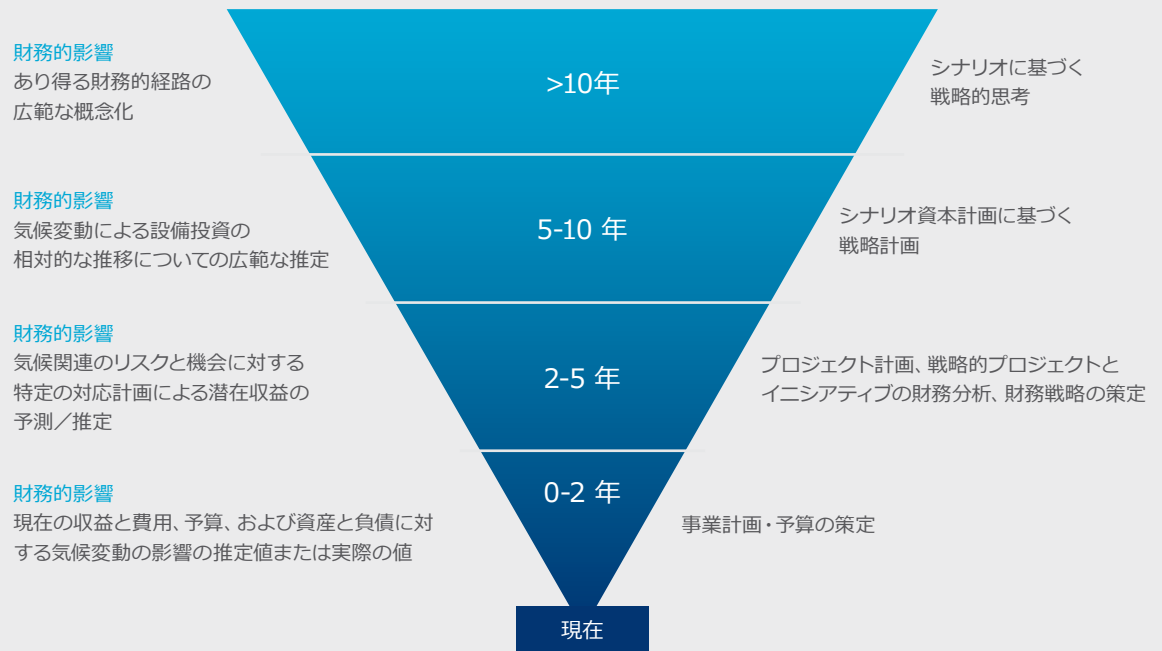 財務的影響
あり得る財務的経路の
広範な概念化
>10年
シナリオに基づく
戦略的思考
財務的影響
気候変動による設備投資の
相対的な推移についての広範な推定
5-10 年
シナリオ資本計画に基づく
戦略計画
財務的影響
気候関連のリスクと機会に対する
特定の対応計画による潜在収益の
予測／推定
2-5 年
プロジェクト計画、戦略的プロジェクトと
イニシアティブの財務分析、財務戦略の策定
財務的影響
現在の収益と費用、予算、および資産と負債に対
する気候変動の影響の推定値または実際の値
0-2 年
事業計画・予算の策定
現在